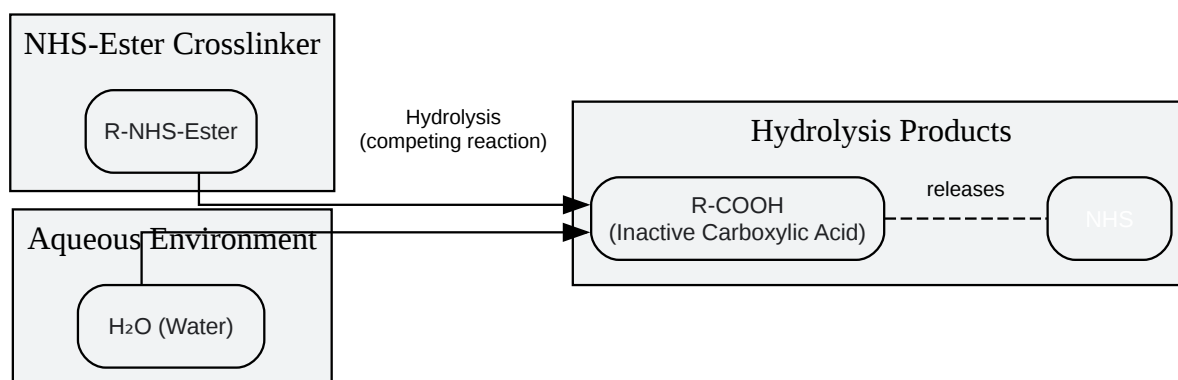 NHS-Ester Crosslinker
R-NHS-Ester
Hydrolysis
(competing reaction)
Hydrolysis Products
R-COOH
(Inactive Carboxylic Acid)
releases
NHS
Aqueous Environment
H₂O (Water)